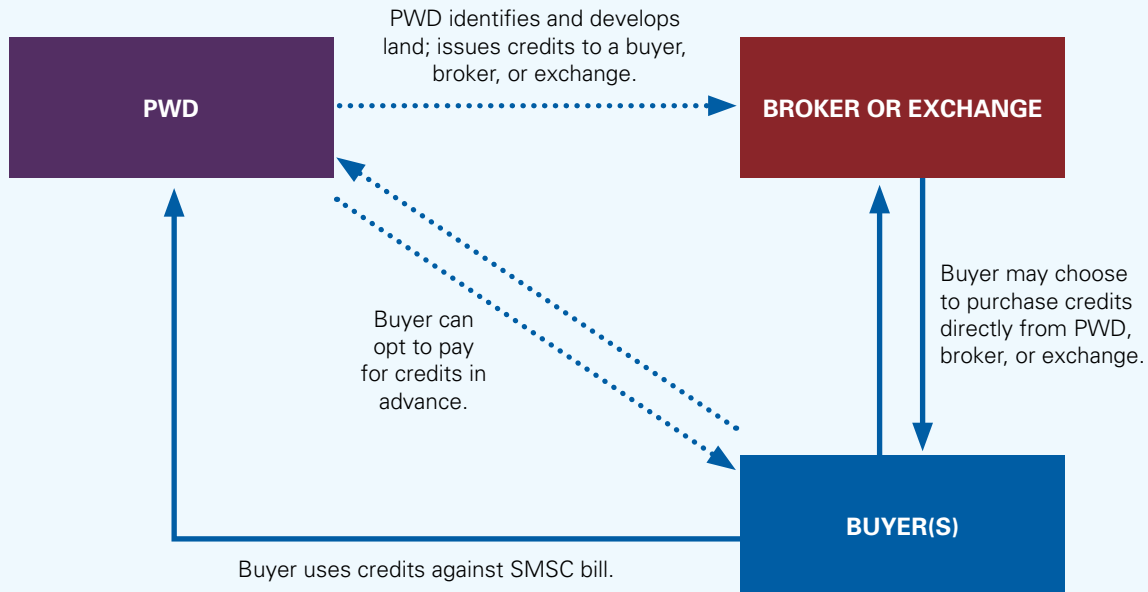 PWD identifies and develops
land; issues credits to a buyer,
broker, or exchange.
PWD
BROKER OR EXCHANGE
Buyer may choose
to purchase credits
directly from PWD,
broker, or exchange.
Buyer can
opt to pay
for credits in
advance.
BUYER(S)
Buyer uses credits against SMSC bill.